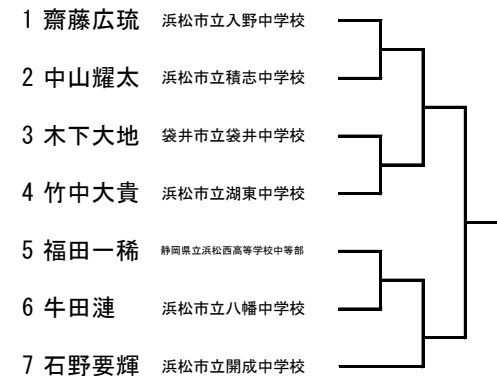 1 齋藤広琉 浜松市立入野中学校
2 中山耀太 浜松市立積志中学校
3 木下大地 袋井市立袋井中学校
4 竹中大貴 浜松市立湖東中学校
5 福田一稀 静岡県立浜松西高等学校中等部
6 牛田漣 浜松市立八幡中学校
7 石野要輝 浜松市立開成中学校